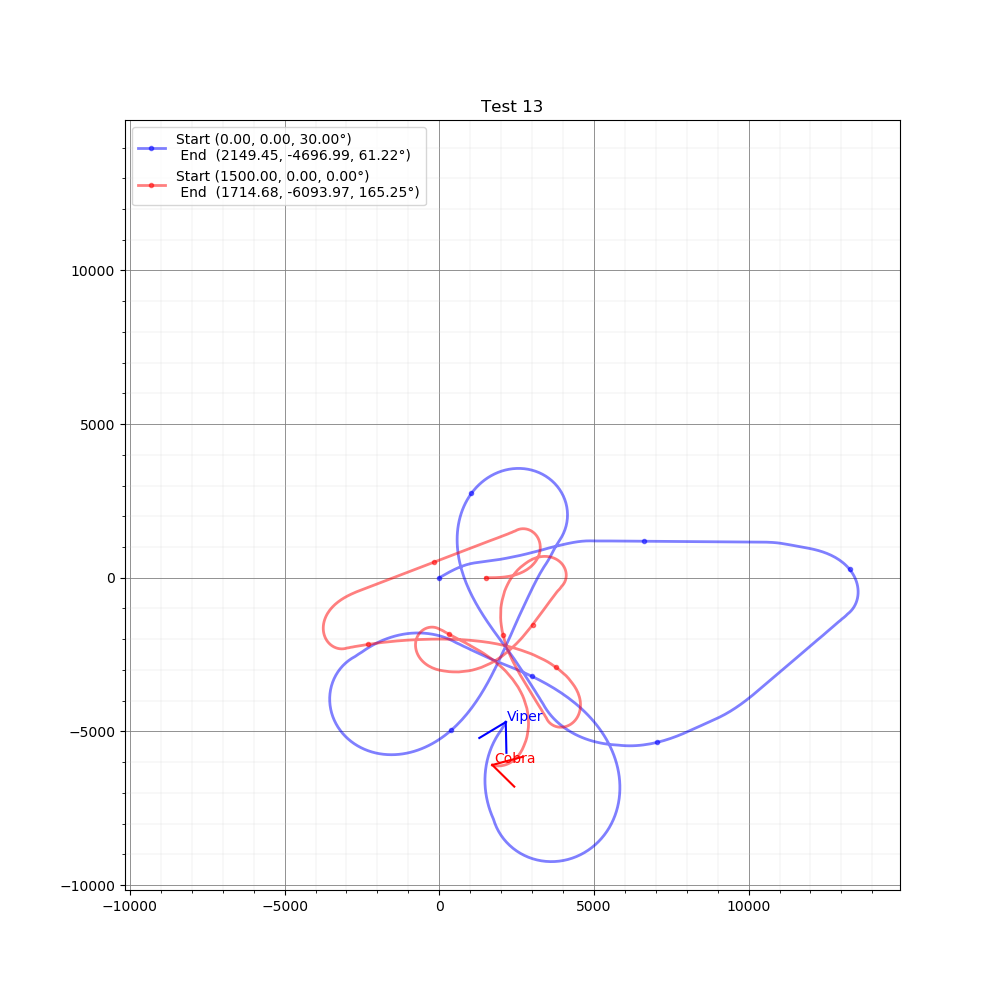 Test 13
Start (0.00, 0.00, 30.00°)
End  (2149.45, -4696.99, 61.22°)
Start (1500.00, 0.00, 0.00°)
End  (1714.68, -6093.97, 165.25°)
10000
5000
0
Viper
−5000
Cobra
−10000
−10000 −5000 0 5000 10000